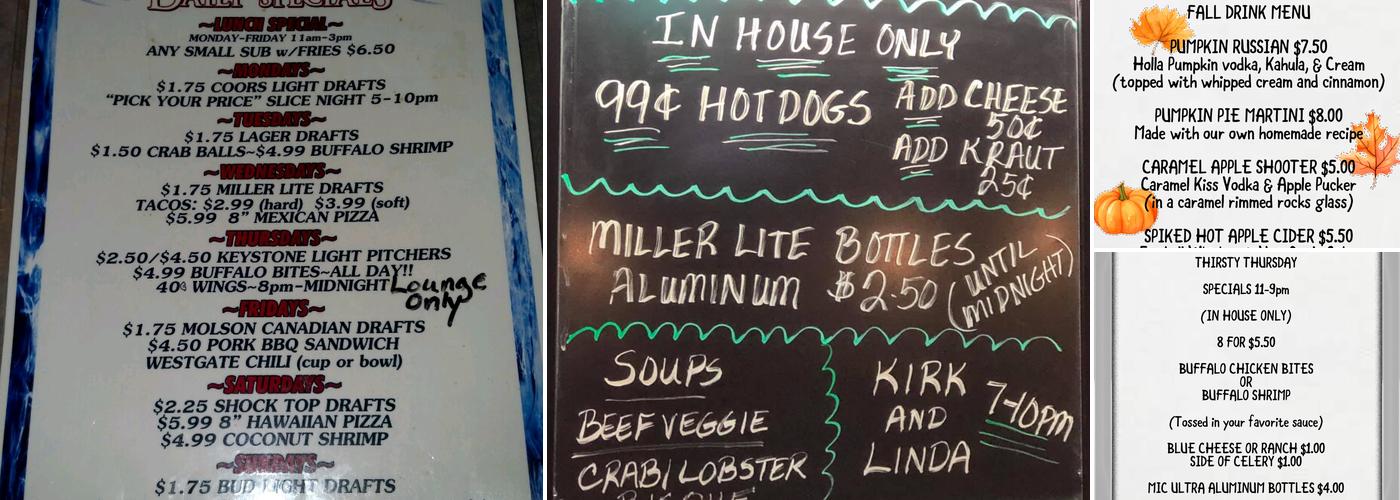 DAILY SPECIALS
~LUNCH SPECIAL~
MONDAY-FRIDAY 11am-3pm
ANY SMALL SUB w/FRIES $6.50
~MONDAYS~
$1.75 COORS LIGHT DRAFTS
"PICK YOUR PRICE" SLICE NIGHT 5-10pm
~TUESDAYS~
$1.75 LAGER DRAFTS
$1.50 CRAB BALLS~$4.99 BUFFALO SHRIMP
~WEDNESDAYS~
$1.75 MILLER LITE DRAFTS
TACOS: $2.99 (hard) $3.99 (soft)
$5.99 8" MEXICAN PIZZA
~THURSDAYS~
$2.50/$4.50 KEYSTONE LIGHT PITCHERS
$4.99 BUFFALO BITES~ALL DAY!!
40¢ WINGS~8pm-MIDNIGHT Lounge
Only
~FRIDAYS~
$1.75 MOLSON CANADIAN DRAFTS
$4.50 PORK BBQ SANDWICH
WESTGATE CHILI (cup or bowl)
~SATURDAYS~
$2.25 SHOCK TOP DRAFTS
$5.99 8" HAWAIIAN PIZZA
$4.99 COCONUT SHRIMP
~SUNDAYS~
$1.75 BUD LIGHT DRAFTS
IN HOUSE ONLY
99¢ HOTDOGS
ADD CHEESE
50¢
ADD KRAUT
25¢
MILLER LITE BOTTLES
ALUMINUM $2.50
(UNTIL
MIDNIGHT)
SOUPS
BEEF VEGGIE
CRAB/LOBSTER
BISQUE
KIRK
AND
LINDA
7-10pm
FALL DRINK MENU
PUMPKIN RUSSIAN $7.50
Holla Pumpkin vodka, Kahula, & Cream
(topped with whipped cream and cinnamon)
PUMPKIN PIE MARTINI $8.00
Made with our own homemade recipe
CARAMEL APPLE SHOOTER $5.00
Caramel Kiss Vodka & Apple Pucker
(in a caramel rimmed rocks glass)
SPIKED HOT APPLE CIDER $5.50
THIRSTY THURSDAY
SPECIALS 11-9pm
(IN HOUSE ONLY)
8 FOR $5.50
BUFFALO CHICKEN BITES
OR
BUFFALO SHRIMP
(Tossed in your favorite sauce)
BLUE CHEESE OR RANCH $1.00
SIDE OF CELERY $1.00
MIC ULTRA ALUMINUM BOTTLES $4.00